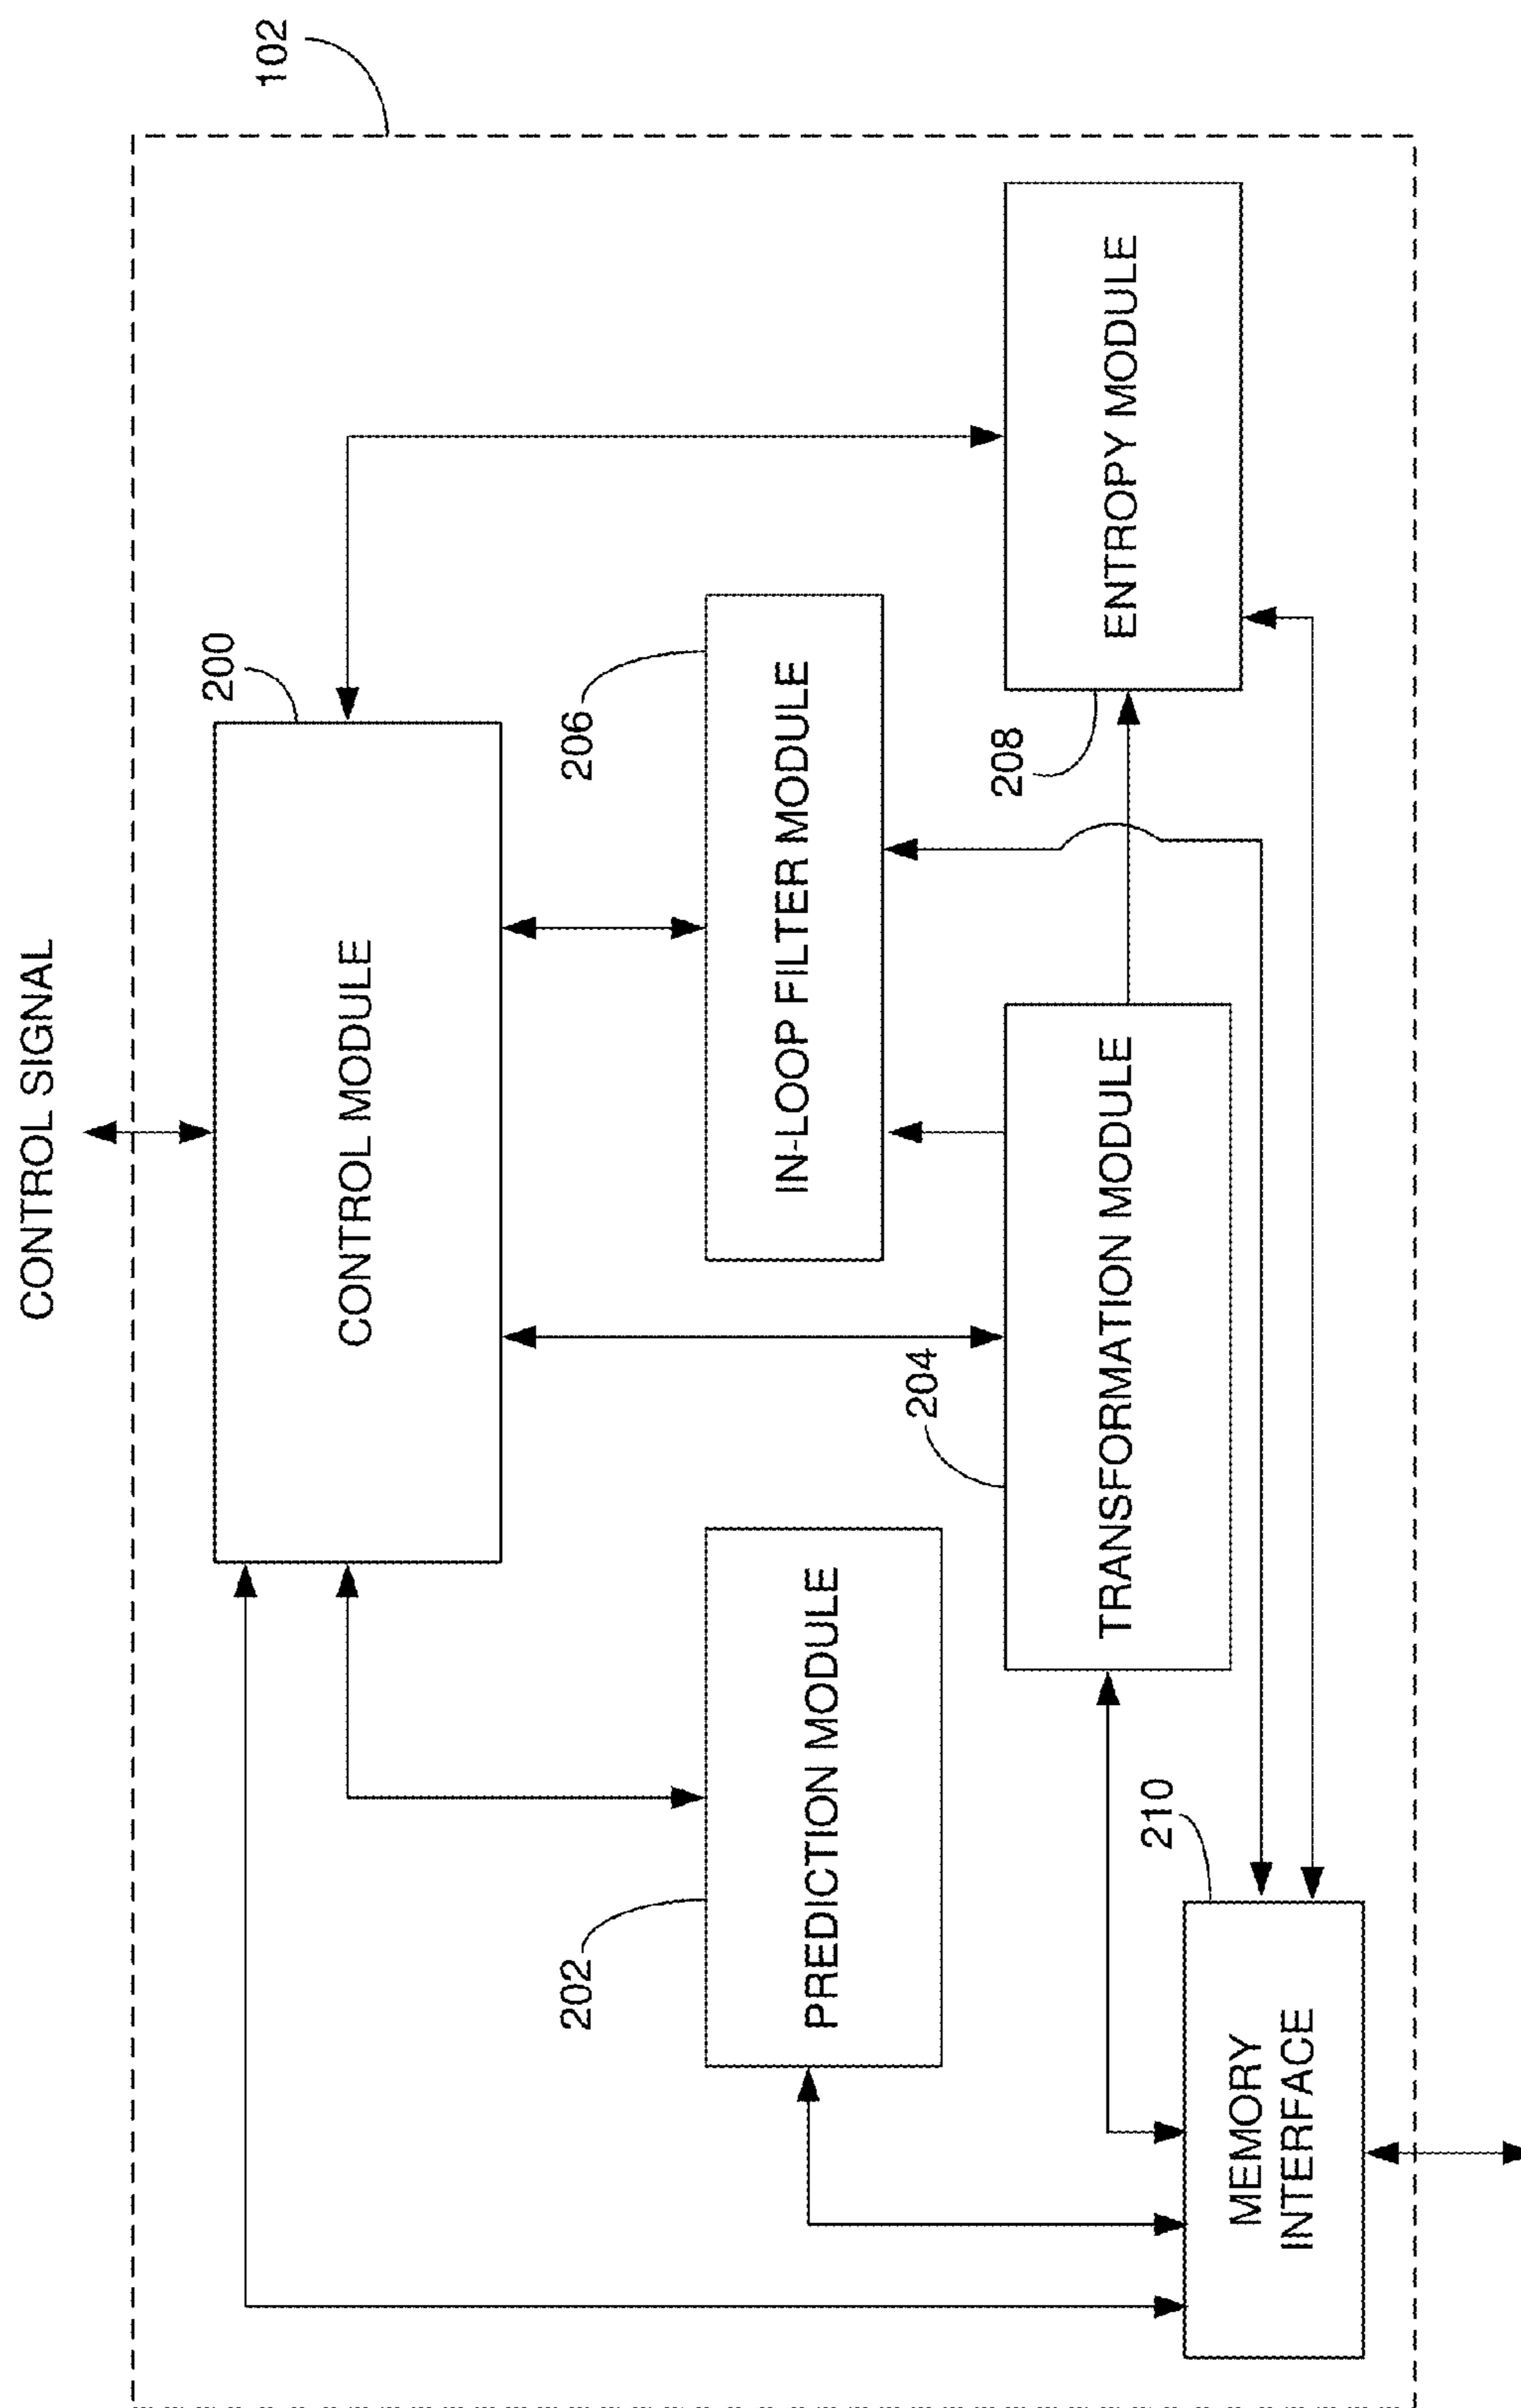 CONTROL SIGNAL
102
200
CONTROL MODULE
206
IN-LOOP FILTER MODULE
202
PREDICTION MODULE
204
TRANSFORMATION MODULE
208
ENTROPY MODULE
210
MEMORY
INTERFACE